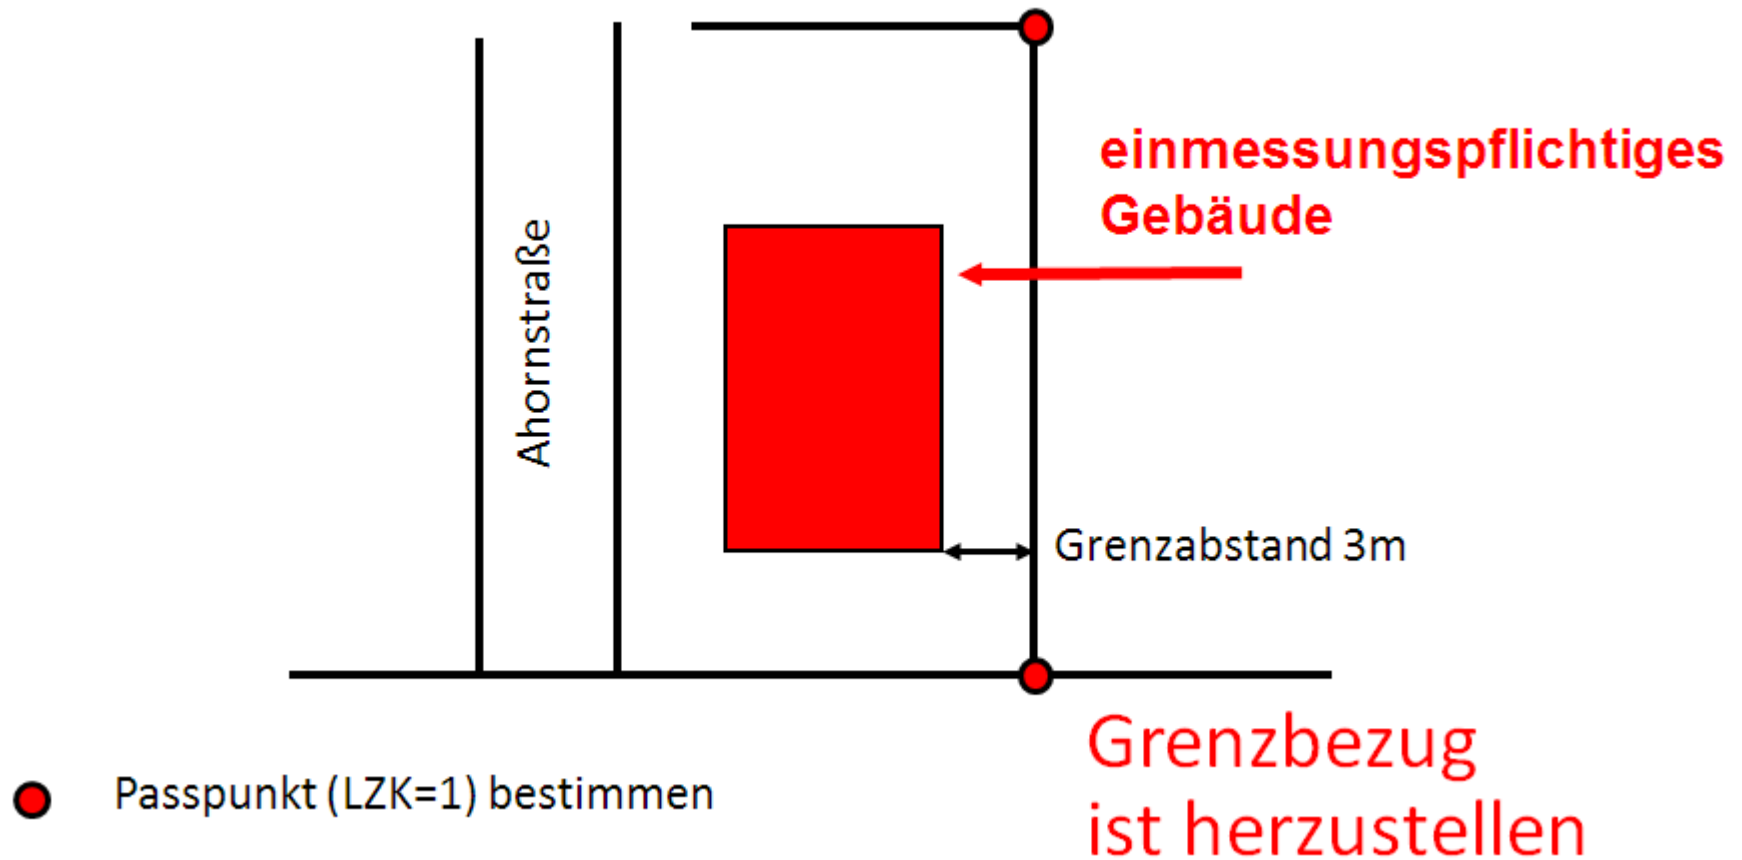 einmessungspflichtiges
Gebäude
Ahornstraße
Grenzabstand 3m
Grenzbezug
ist herzustellen
Passpunkt (LZK=1) bestimmen